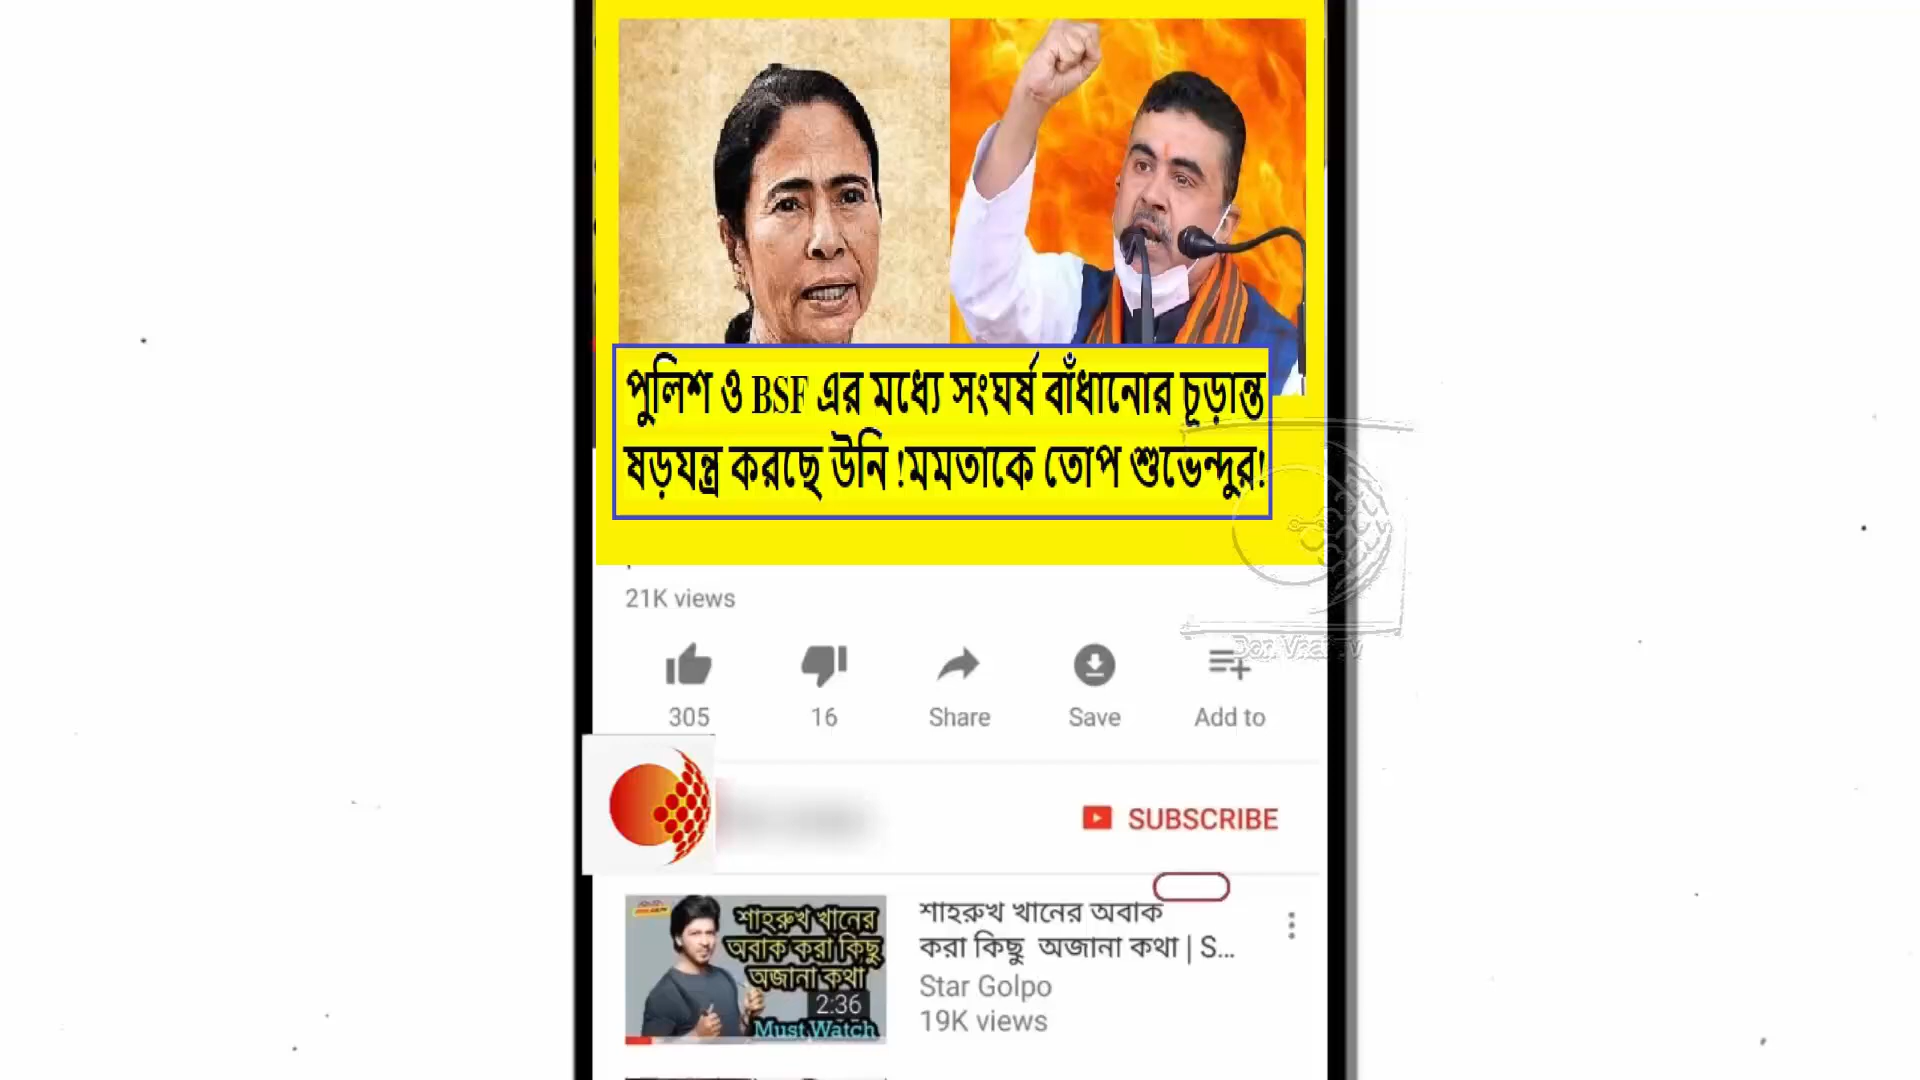 পুলিশ ও BSF এর মধ্যে সংঘর্ষ বাঁধানোর চূড়ান্ত
ষড়যন্ত্র করছে উনি !মমতাকে তোপ শুভেন্দুর!
21K views
305
16
Share
Save
Add to
SUBSCRIBE
শাহরুখ খানের
অবাক করা কিছু
অজানা কথা
2:36
Must Watch
শাহরুখ খানের অবাক
করা কিছু অজানা কথা | S...
Star Golpo
19K views